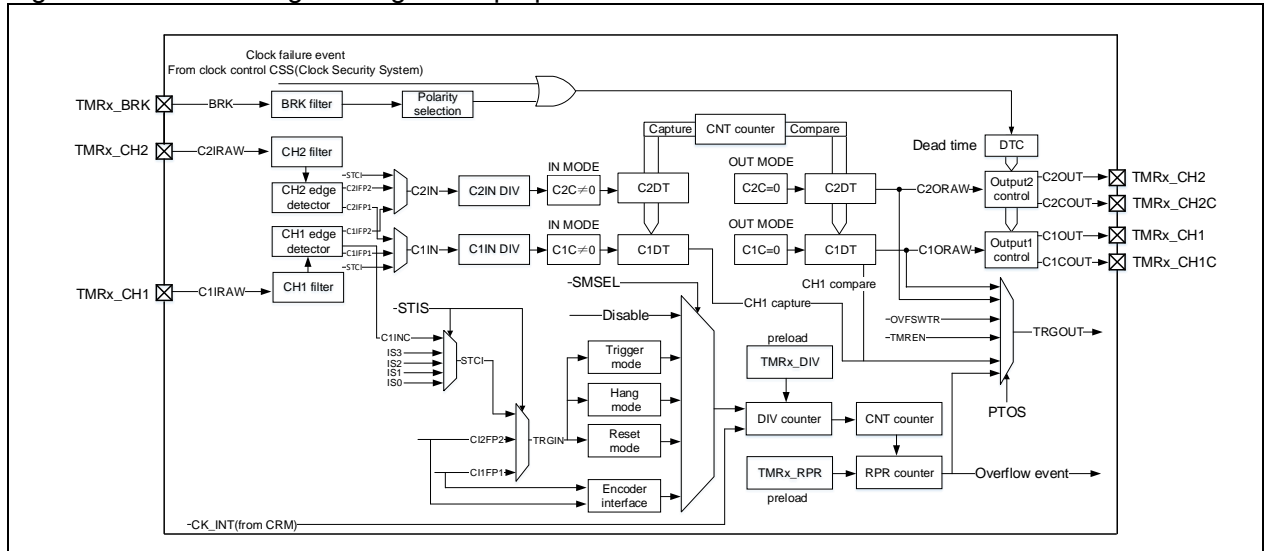 Clock failure event
From clock control CSS(Clock Security System)
TMRx_BRK
BRK
BRK filter
Polarity
selection
Capture
CNT counter
Compare
Dead time
DTC
TMRx_CH2
C2IRAW
CH2 filter
STCI
C2IFP2
CH2 edge
detector
C2IFP1
C2IN
C2IN DIV
IN MODE
C2C≠0
C2DT
OUT MODE
C2C=0
C2DT
C2ORAW
Output2
control
C2OUT
TMRx_CH2
C2COUT
TMRx_CH2C
CH1 edge
detector
C1IFP2
C1IFP1
STCI
C1IN
C1IN DIV
IN MODE
C1C≠0
C1DT
OUT MODE
C1C=0
C1DT
C1ORAW
Output1
control
C1OUT
TMRx_CH1
C1COUT
TMRx_CH1C
TMRx_CH1
C1IRAW
CH1 filter
SMSEL
CH1 capture
CH1 compare
STIS
Disable
OVFSWTR
TMREN
TRGOUT
C1INC
IS3
IS2
IS1
IS0
STCI
Trigger
mode
preload
TMRx_DIV
PTOS
Hang
mode
DIV counter
CNT counter
CI2FP2
TRGIN
Reset
mode
CI1FP1
TMRx_RPR
RPR counter
Overflow event
preload
Encoder
interface
CK_INT(from CRM)